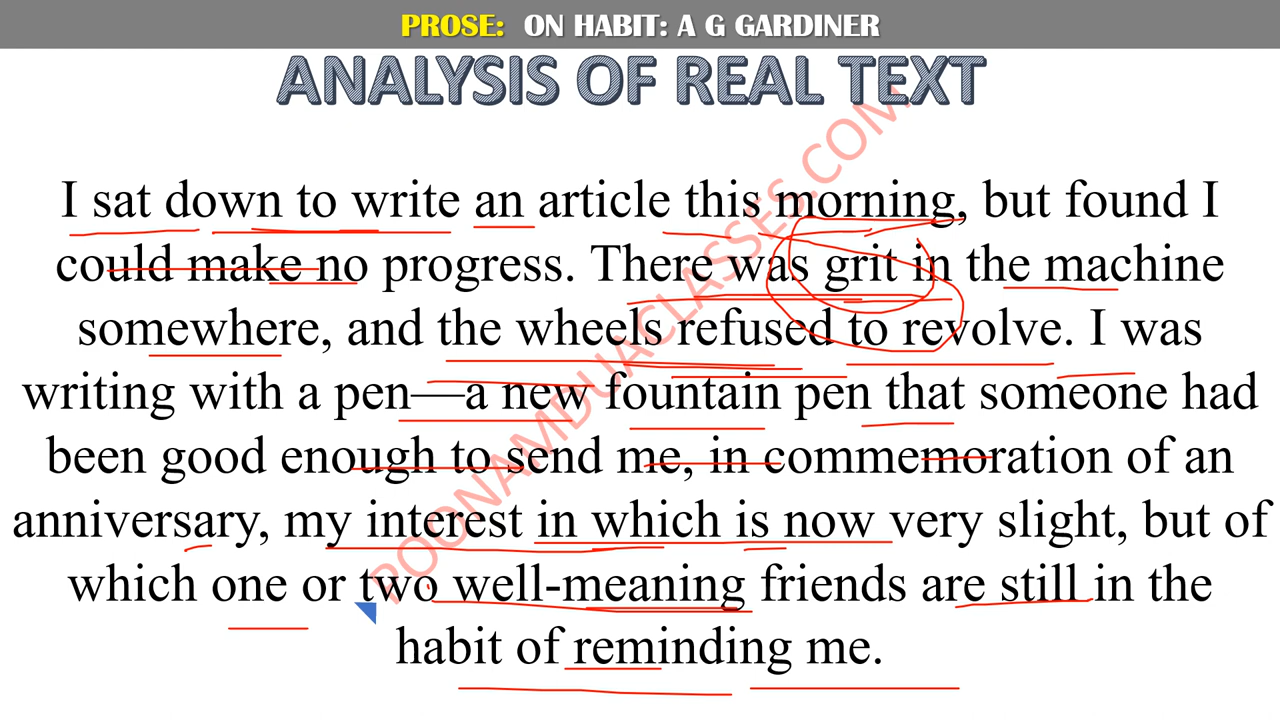 PROSE: ON HABIT: A G GARDINER
ANALYSIS OF REAL TEXT
I sat down to write an article this morning, but found I
could make no progress. There was grit in the machine
somewhere, and the wheels refused to revolve. I was
writing with a pen—a new fountain pen that someone had
been good enough to send me, in commemoration of an
anniversary, my interest in which is now very slight, but of
which one or two well-meaning friends are still in the
habit of reminding me.
POONAMDUACLASSES.COM